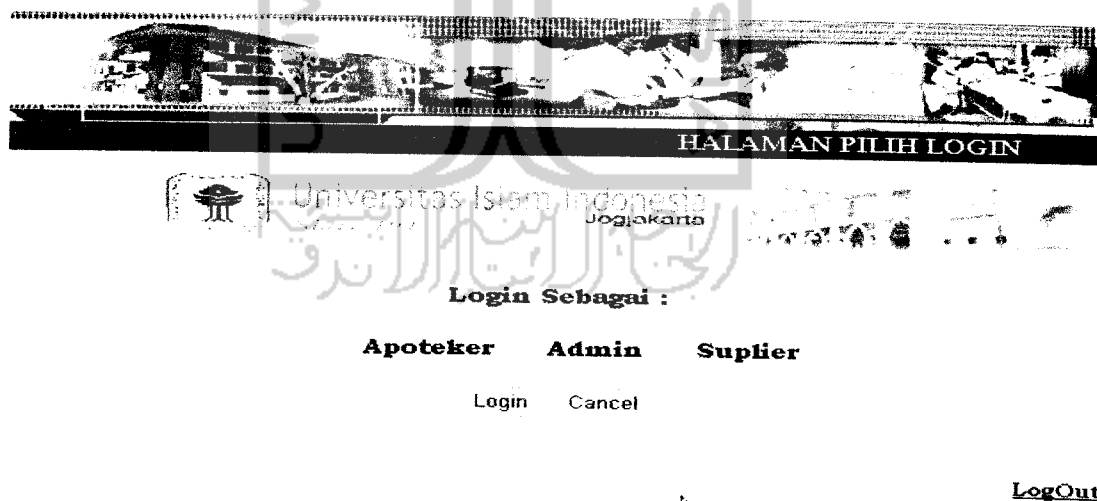 HALAMAN PILIH LOGIN
Universitas Islam Indonesia
Jogjakarta
Login Sebagai :
Apoteker Admin Suplier
Login Cancel
LogOut